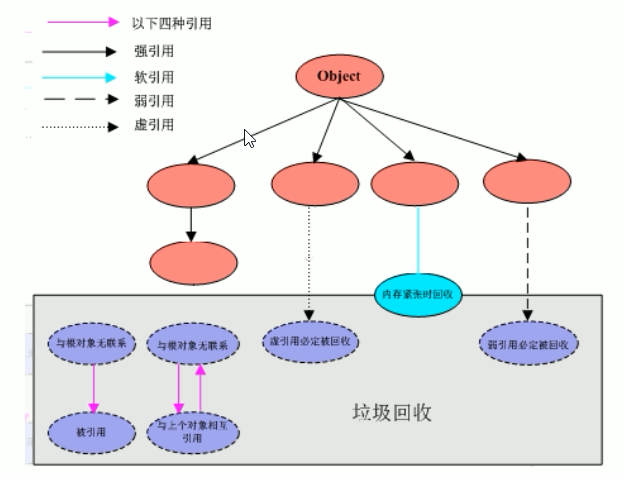 以下四种引用
强引用
软引用
弱引用
虚引用
Object
内存紧张时回收
与根对象无联系
与根对象无联系
虚引用必定被回收
弱引用必定被回收
被引用
与上个对象相互
引用
垃圾回收